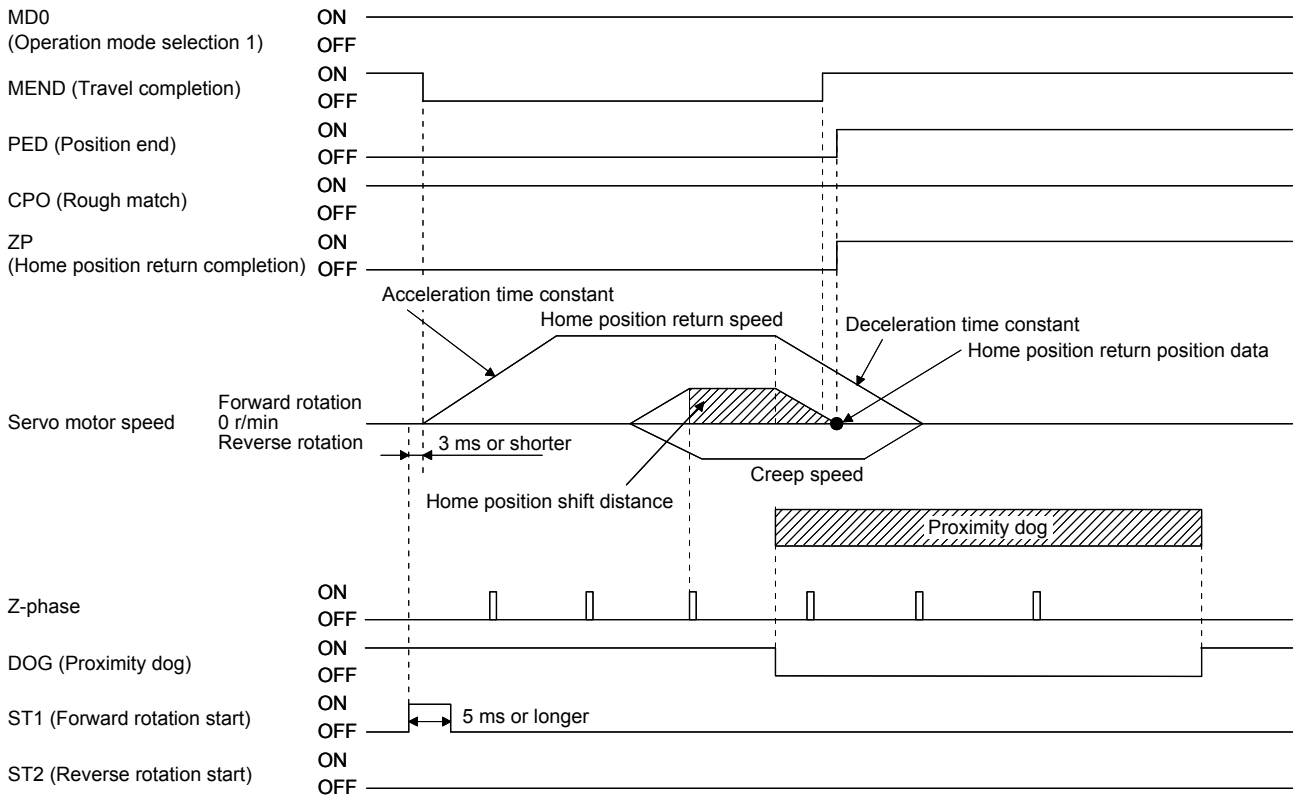 MD0
(Operation mode selection 1)
ON
OFF
MEND (Travel completion)
ON
OFF
PED (Position end)
ON
OFF
CPO (Rough match)
ON
OFF
ZP
(Home position return completion)
ON
OFF
Acceleration time constant
Home position return speed
Deceleration time constant
Home position return position data
Servo motor speed
Forward rotation
0 r/min
Reverse rotation
3 ms or shorter
Creep speed
Home position shift distance
Proximity dog
Z-phase
ON
OFF
DOG (Proximity dog)
ON
OFF
ST1 (Forward rotation start)
ON
OFF
5 ms or longer
ST2 (Reverse rotation start)
ON
OFF